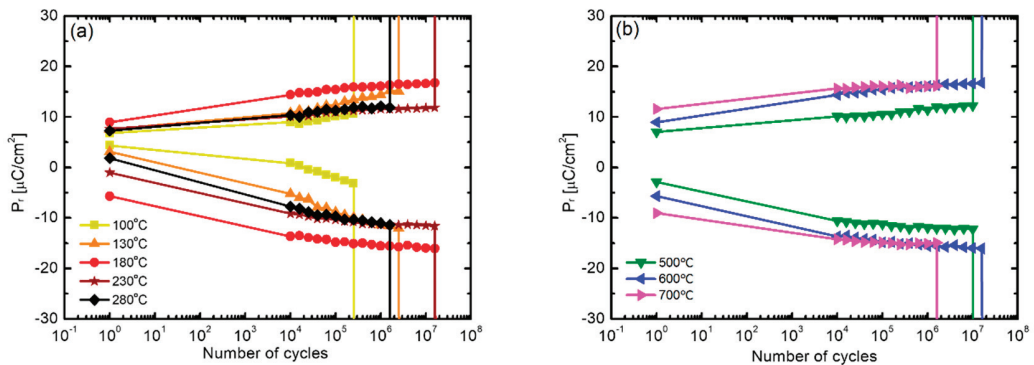 (a)
30
20
10
0
-10
-20
-30
Pᵣ [µC/cm²]
100°C
130°C
180°C
230°C
280°C
10⁻¹ 10⁰ 10¹ 10² 10³ 10⁴ 10⁵ 10⁶ 10⁷ 10⁸
Number of cycles
(b)
30
20
10
0
-10
-20
-30
Pᵣ [µC/cm²]
500°C
600°C
700°C
10⁻¹ 10⁰ 10¹ 10² 10³ 10⁴ 10⁵ 10⁶ 10⁷ 10⁸
Number of cycles